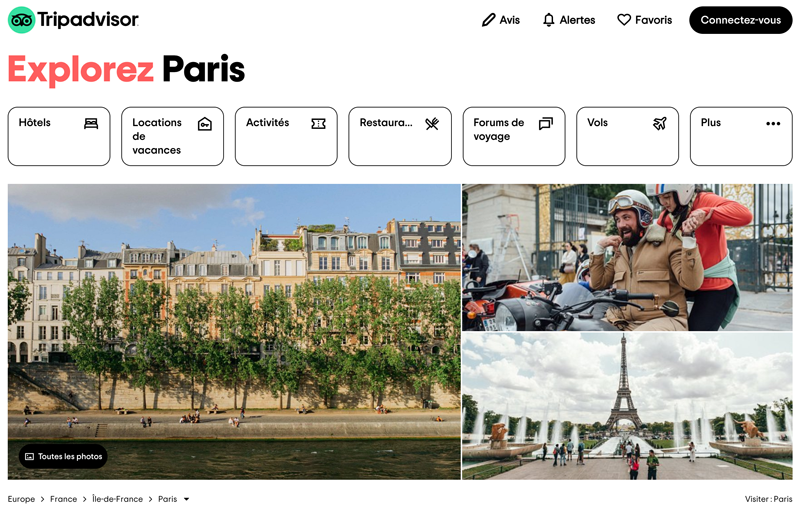 Tripadvisor
Avis
Alertes
Favoris
Connectez-vous
Explorez Paris
Hôtels
Locations
de
vacances
Activités
Restaura...
Forums de
voyage
Vols
Plus
Toutes les photos
Europe > France > Île-de-France > Paris
Visiter : Paris